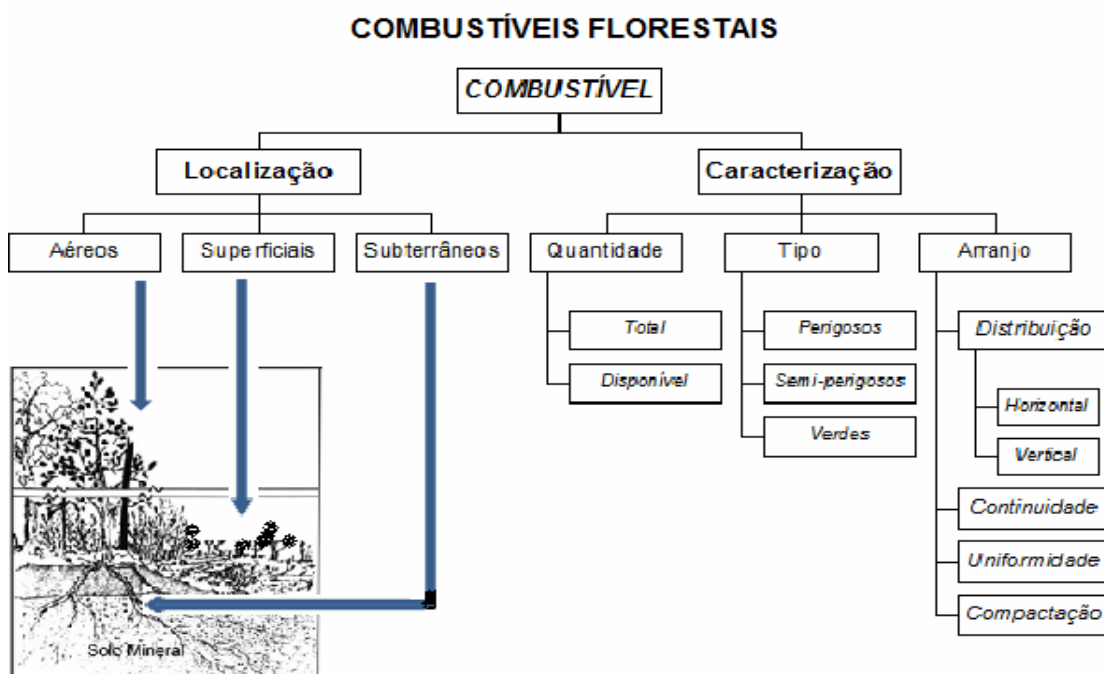 COMBUSTÍVEIS FLORESTAIS
COMBUSTÍVEL
Localização
Caracterização
Aéreos
Superficiais
Subterrâneos
Quantidade
Tipo
Arranjo
Total
Disponível
Perigosos
Semi-perigosos
Verdes
Distribuição
Horizontal
Vertical
Continuidade
Uniformidade
Compactação
Solo Mineral